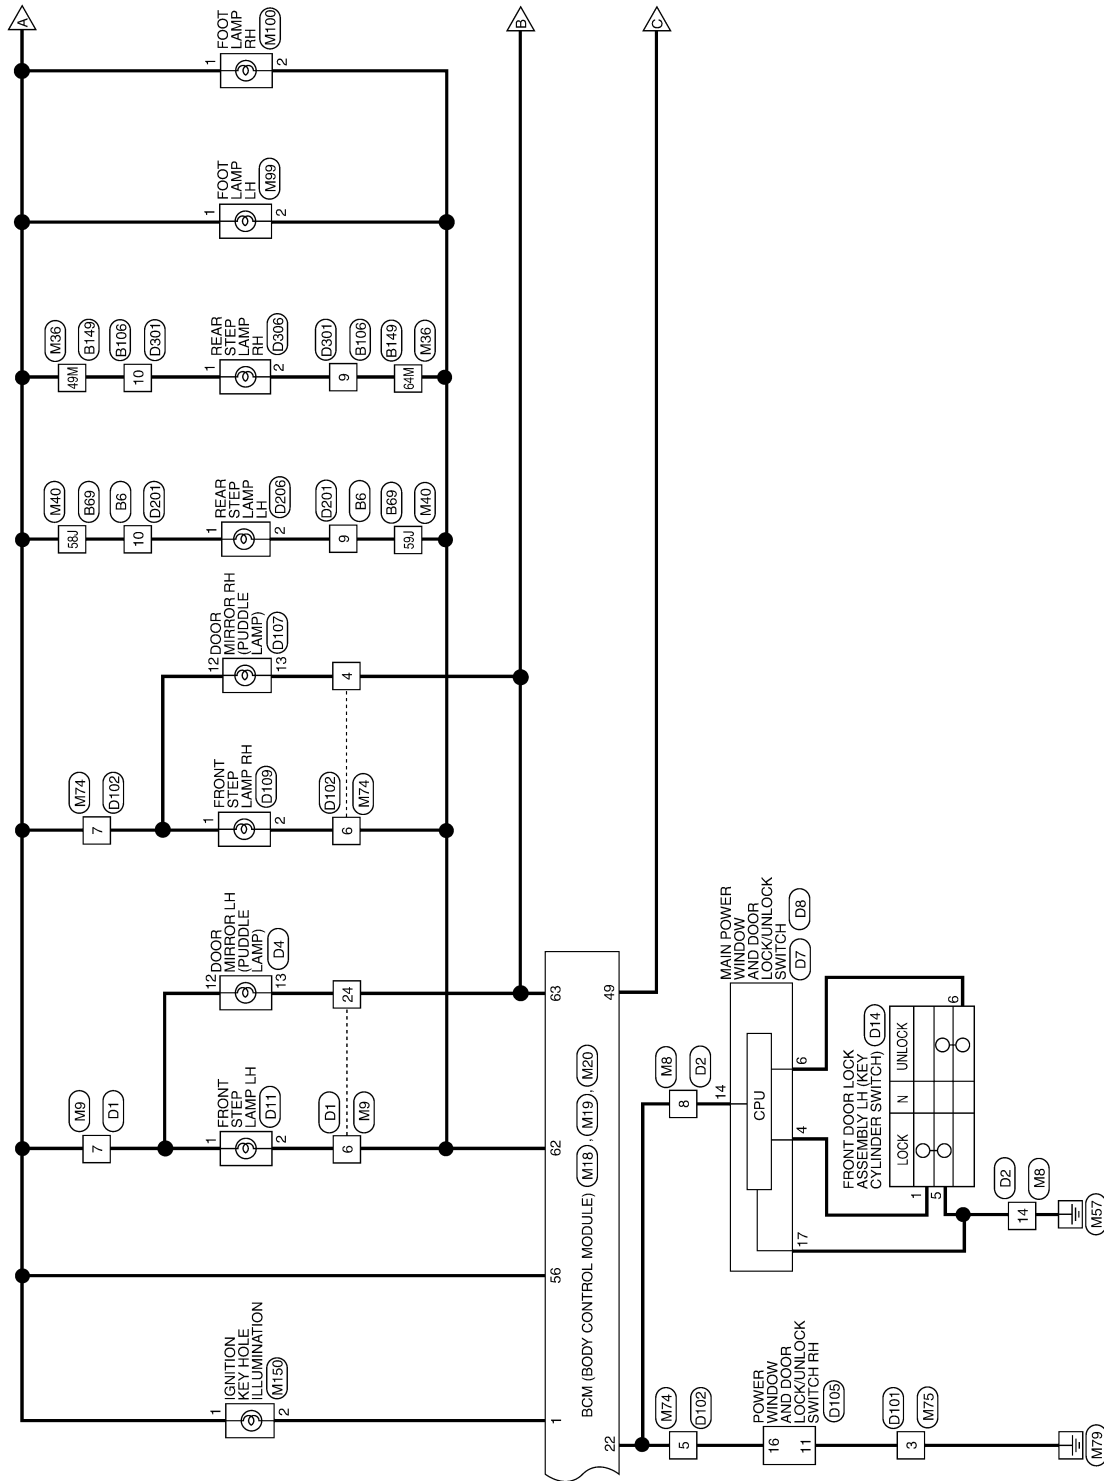 A
B
C
1
FOOT
LAMP
RH
M100
2
1
FOOT
LAMP
LH
M99
2
M36
49M
B149
B106
10
D301
1
REAR
STEP
LAMP
RH
D306
2
D301
9
B106
B149
64M
M36
M40
58J
B69
B6
10
D201
1
REAR
STEP
LAMP
LH
D206
2
D201
9
B6
B69
59J
M40
12
DOOR
MIRROR RH
(PUDDLE
LAMP)
D107
13
4
M74
7
D102
1
FRONT
STEP
LAMP RH
D109
2
D102
6
M74
12
DOOR
MIRROR LH
(PUDDLE
LAMP)
D4
13
24
M9
7
D1
1
FRONT
STEP
LAMP LH
D11
2
D1
6
M9
1
IGNITION
KEY HOLE
ILLUMINATION
M150
2
1
56
62
63
BCM (BODY CONTROL MODULE) M18 , M19 , M20
22
49
M8
8
D2
MAIN POWER
WINDOW
AND DOOR
LOCK/UNLOCK
SWITCH
D7 D8
14
CPU
17
4
6
FRONT DOOR LOCK
ASSEMBLY LH (KEY
CYLINDER SWITCH)
D14
LOCK N UNLOCK
1
5
6
D2
14
M8
M57
M74
5
D102
POWER
WINDOW
AND DOOR
LOCK/UNLOCK
SWITCH RH
D105
16
11
D101
3
M75
M79